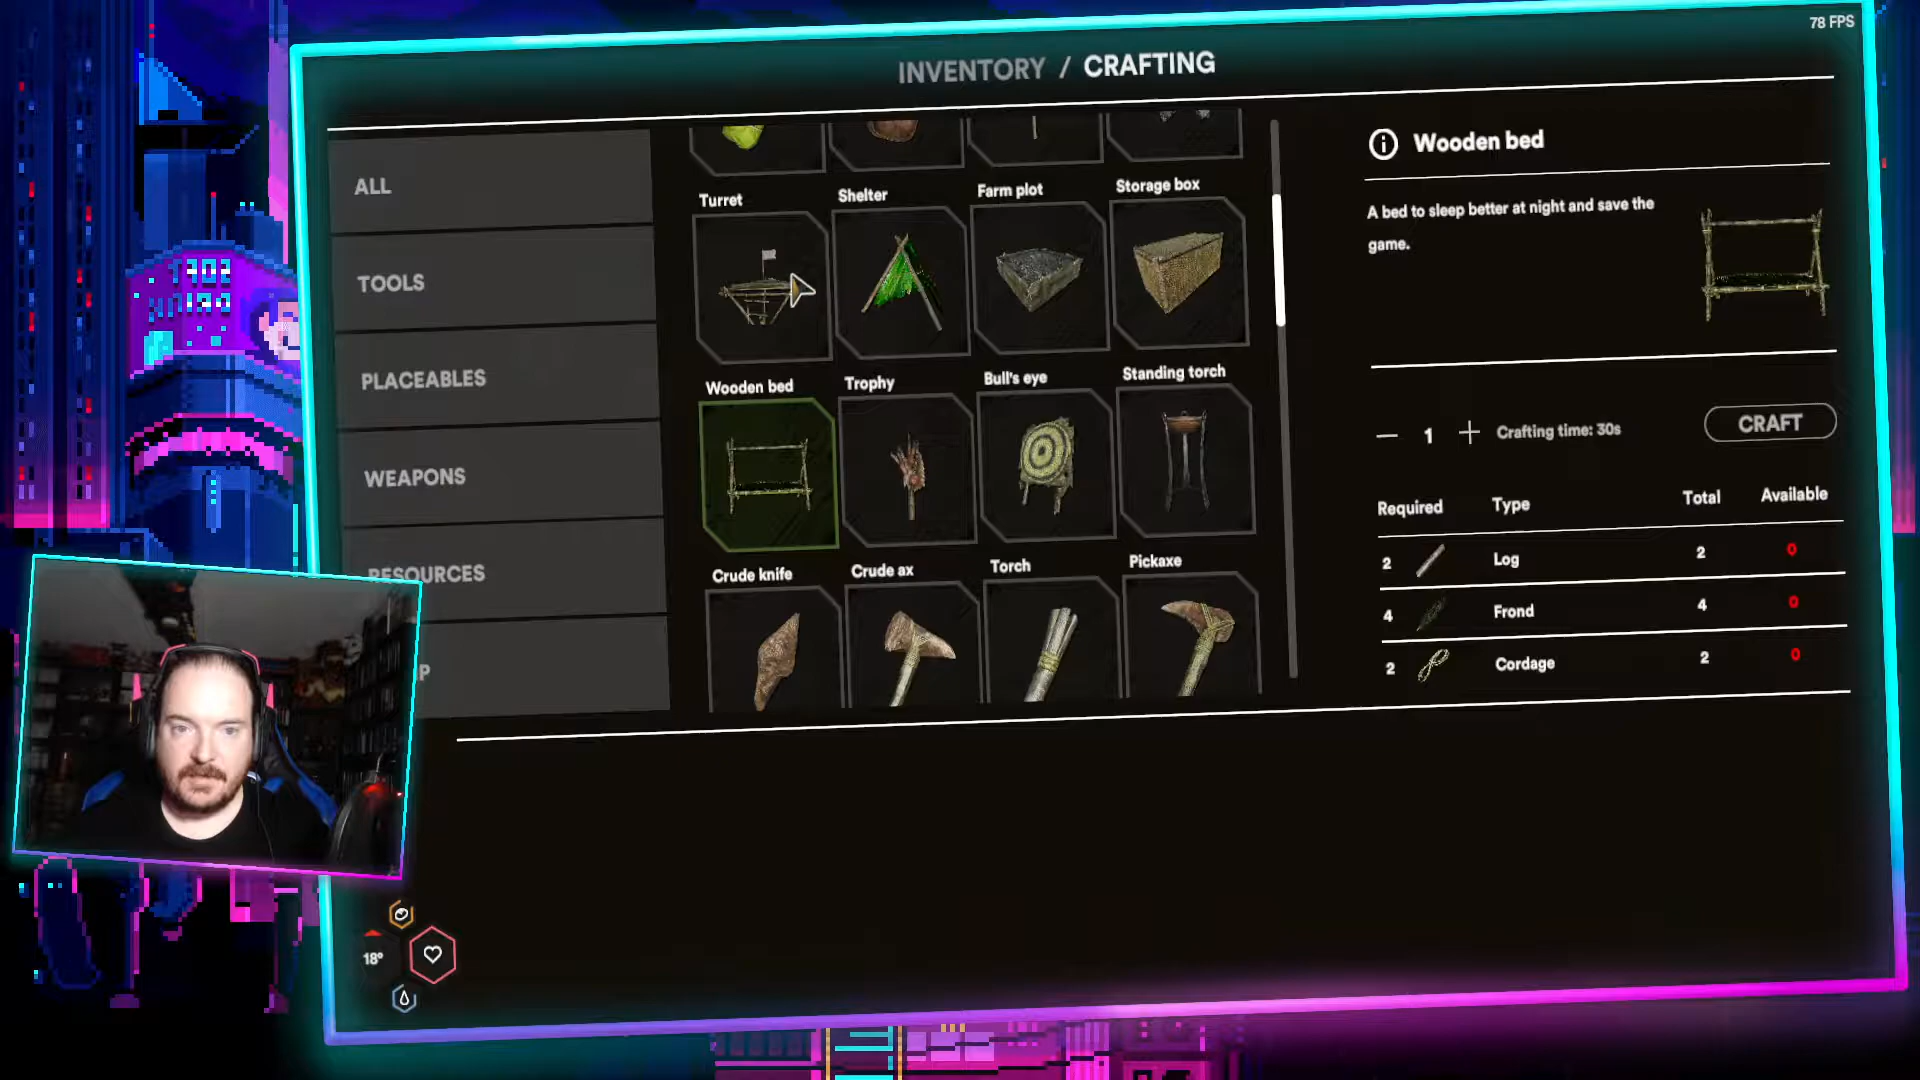 78 FPS
INVENTORY / CRAFTING
ALL
TOOLS
PLACEABLES
WEAPONS
RESOURCES
P
Turret
Shelter
Farm plot
Storage box
Wooden bed
Trophy
Bull's eye
Standing torch
Crude knife
Crude ax
Torch
Pickaxe
Wooden bed
A bed to sleep better at night and save the
game.
1
Crafting time: 30s
CRAFT
Required Type Total Available
2 Log 2 0
4 Frond 4 0
2 Cordage 2 0
18°